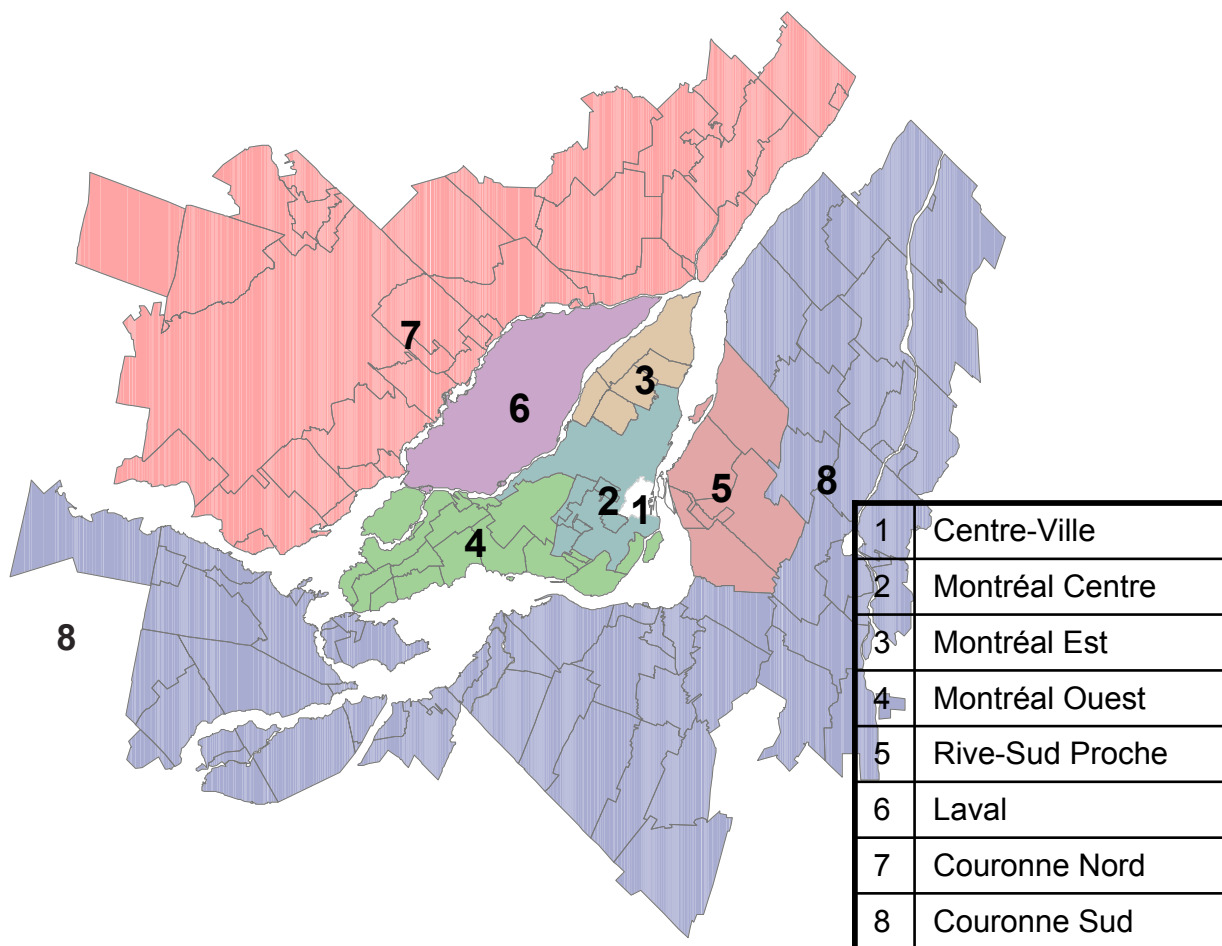 7
3
6
8
5
2
1
4
8
1 Centre-Ville
2 Montréal Centre
3 Montréal Est
4 Montréal Ouest
5 Rive-Sud Proche
6 Laval
7 Couronne Nord
8 Couronne Sud